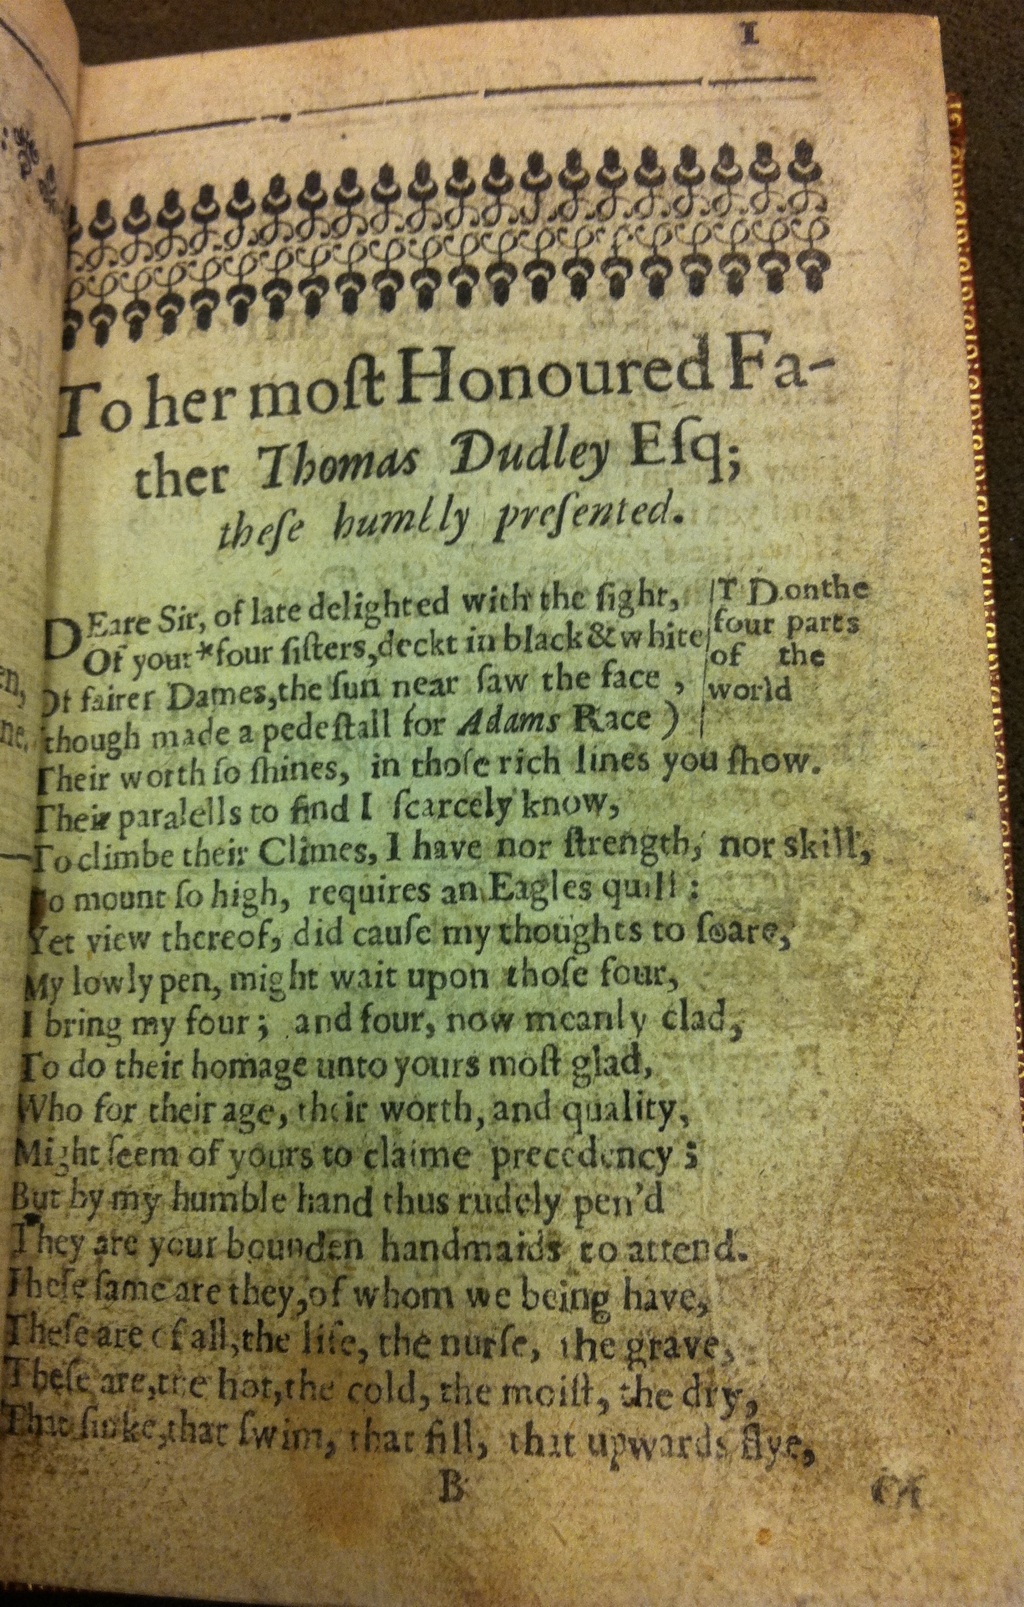 1
To her moſt Honoured Fa-
ther Thomas Dudley Eſq;
theſe humbly preſented.
DEare Sir, of late delighted with the ſight,
Of your *four ſiſters, deckt in black & white
Of fairer Dames, the ſun near ſaw the face ,
though made a pedeſtall for Adams Race )
T D on the
four parts
of the
world
Their worth ſo ſhines, in thoſe rich lines you ſhow.
Their paralells to find I ſcarcely know,
To climbe their Climes, I have nor ſtrength, nor skill,
To mount ſo high, requires an Eagles quill :
Yet view thereof, did cauſe my thoughts to ſoare,
My lowly pen, might wait upon thoſe four,
I bring my four ; and four, now meanly clad,
To do their homage unto yours moſt glad,
Who for their age, their worth, and quality,
Might ſeem of yours to claime precedency ;
But by my humble hand thus rudely pen'd
They are your bounden handmaids to attend.
Theſe ſame are they, of whom we being have,
Theſe are of all, the life, the nurſe, the grave,
Theſe are, the hot, the cold, the moiſt, the dry,
That ſinke, that ſwim, that fill, that upwards flye,
B